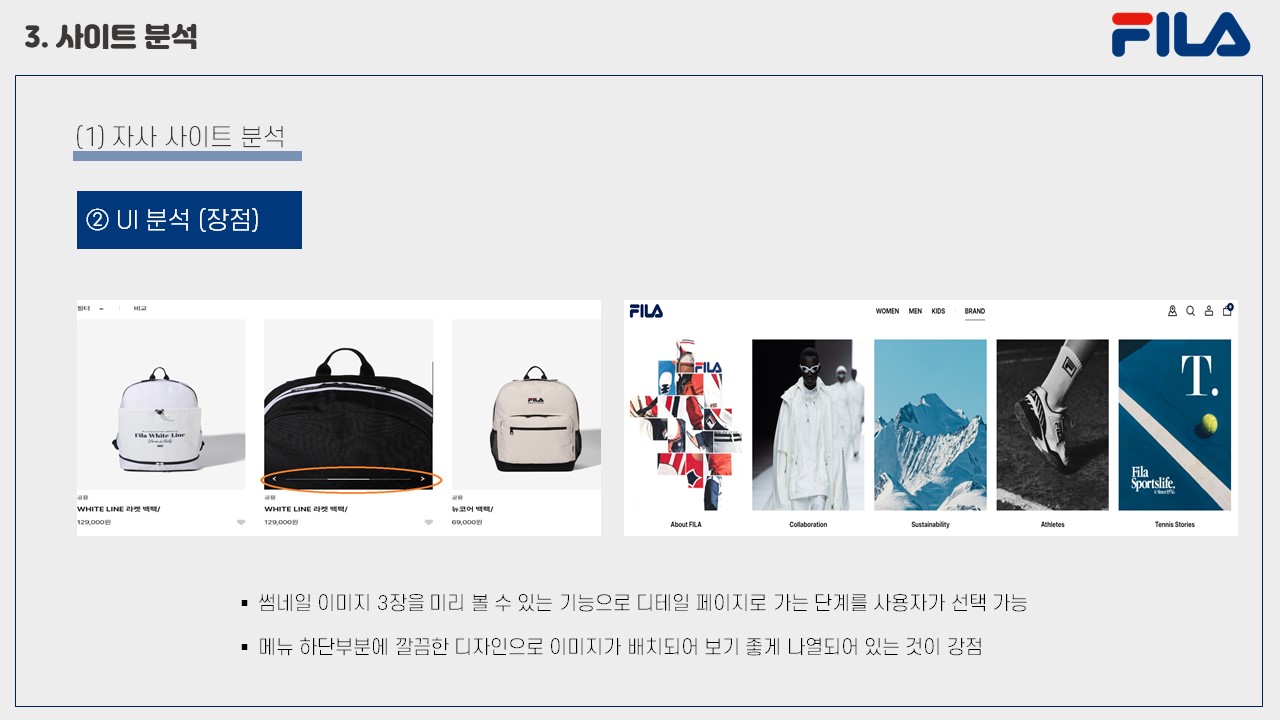 3. 사이트 분석
FILA
(1) 자사 사이트 분석
② UI 분석 (장점)
필터 비교
Fila White Line
FILA
공용
WHITE LINE 라켓 백팩/
129,000원
공용
WHITE LINE 라켓 백팩/
129,000원
공용
뉴코어 백팩/
69,000원
FILA WOMEN MEN KIDS BRAND 0
FILA
T.
Fila
Sportslife,
About FILA
Collaboration
Sustainability
Athletes
Tennis Stories
▪ 썸네일 이미지 3장을 미리 볼 수 있는 기능으로 디테일 페이지로 가는 단계를 사용자가 선택 가능
▪ 메뉴 하단부분에 깔끔한 디자인으로 이미지가 배치되어 보기 좋게 나열되어 있는 것이 강점